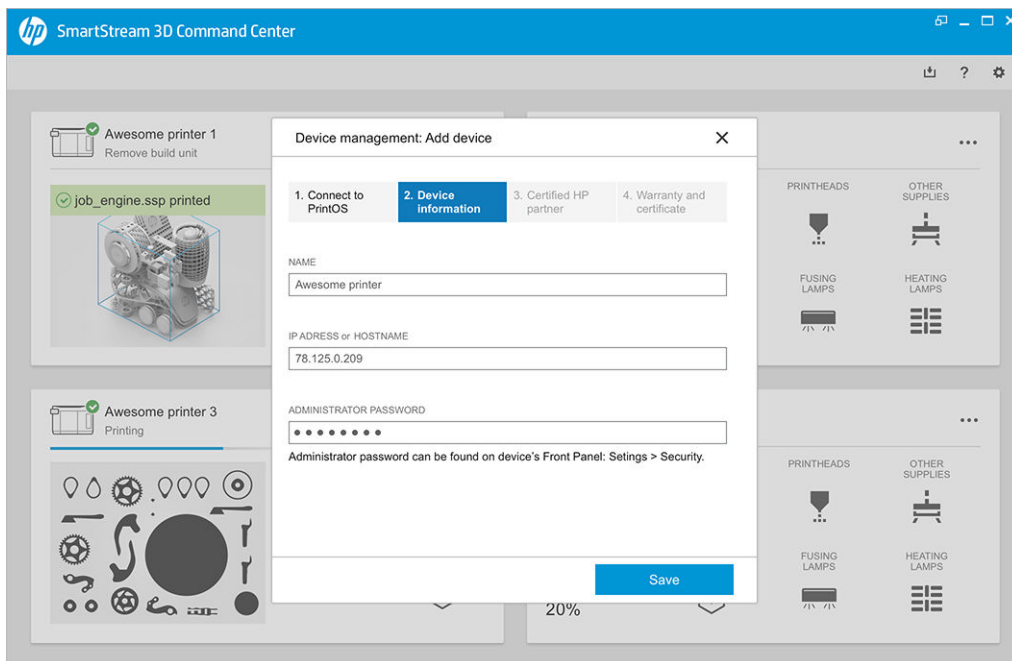 hp SmartStream 3D Command Center
?
Awesome printer 1
Remove build unit
job_engine.ssp printed
Device management: Add device
1. Connect to
PrintOS
2. Device
information
3. Certified HP
partner
4. Warranty and
certificate
NAME
Awesome printer
IP ADRESS or HOSTNAME
78.125.0.209
ADMINISTRATOR PASSWORD
Administrator password can be found on device's Front Panel: Setings > Security.
Save
PRINTHEADS
OTHER
SUPPLIES
FUSING
LAMPS
HEATING
LAMPS
Awesome printer 3
Printing
PRINTHEADS
OTHER
SUPPLIES
FUSING
LAMPS
HEATING
LAMPS
20%